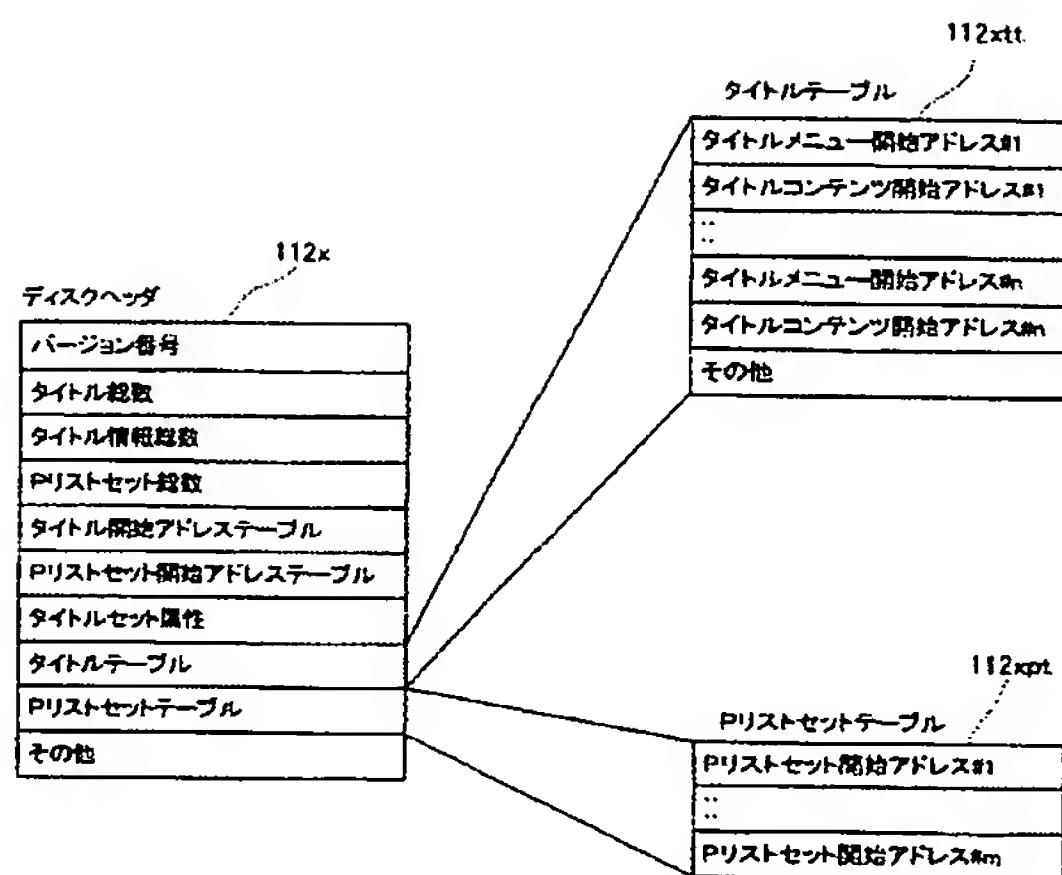 112x
ディスクヘッダ
バージョン番号
タイトル総数
タイトル情報総数
Pリストセット総数
タイトル開始アドレステーブル
Pリストセット開始アドレステーブル
タイトルセット属性
タイトルテーブル
Pリストセットテーブル
その他
112xtt
タイトルテーブル
タイトルメニュー開始アドレス#1
タイトルコンテンツ開始アドレス#1
::
タイトルメニュー開始アドレス#n
タイトルコンテンツ開始アドレス#n
その他
112xpt
Pリストセットテーブル
Pリストセット開始アドレス#1
::
Pリストセット開始アドレス#m